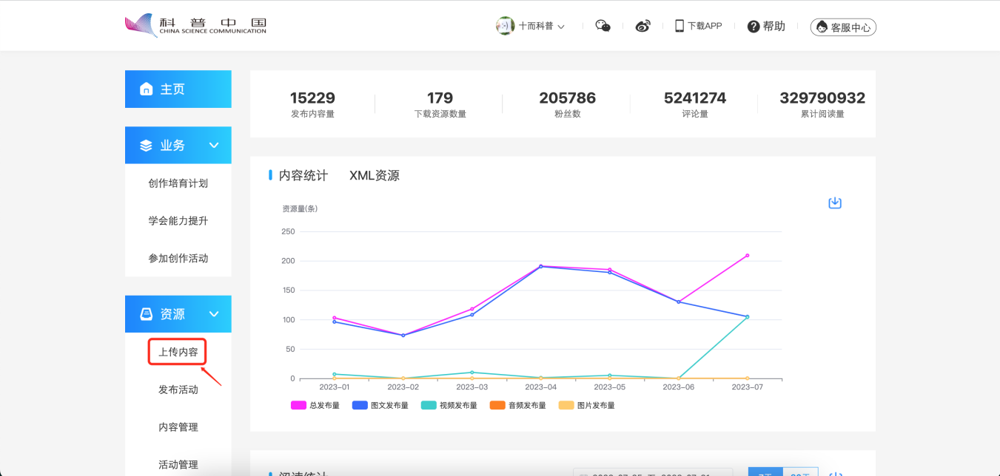 科普中国
CHINA SCIENCE COMMUNICATION
十而科普
下载APP
帮助
客服中心
主页
业务
创作培育计划
学会能力提升
参加创作活动
资源
上传内容
发布活动
内容管理
活动管理
15229
发布内容量
179
下载资源数量
205786
粉丝数
5241274
评论量
329790932
累计阅读量
内容统计 XML资源
资源量(条)
250
200
150
100
50
0
2023-01 2023-02 2023-03 2023-04 2023-05 2023-06 2023-07
总发布量 图文发布量 视频发布量 音频发布量 图片发布量
阅读统计